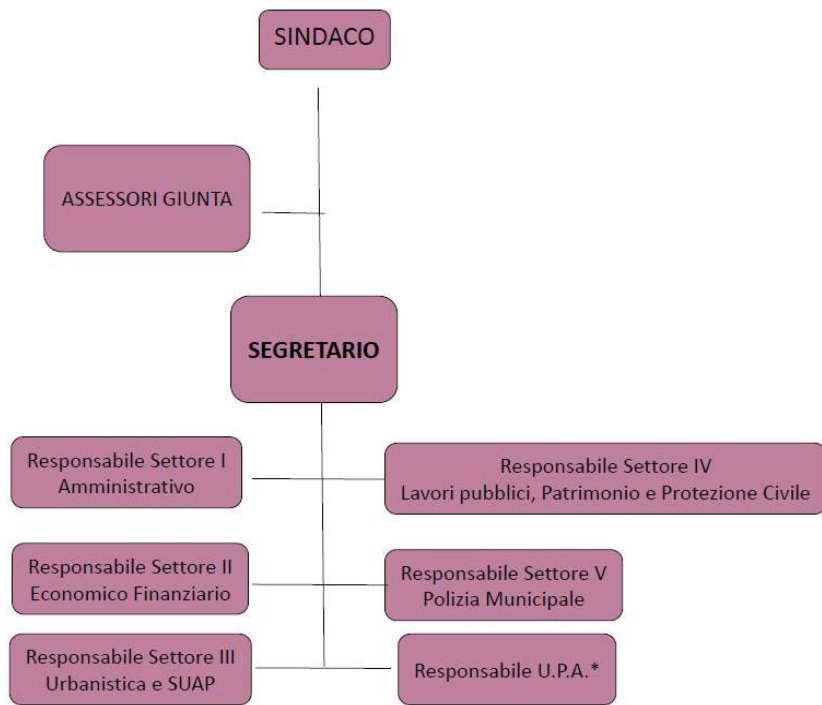 SINDACO
ASSESSORI GIUNTA
SEGRETARIO
Responsabile Settore I
Amministrativo
Responsabile Settore IV
Lavori pubblici, Patrimonio e Protezione Civile
Responsabile Settore II
Economico Finanziario
Responsabile Settore V
Polizia Municipale
Responsabile Settore III
Urbanistica e SUAP
Responsabile U.P.A.*